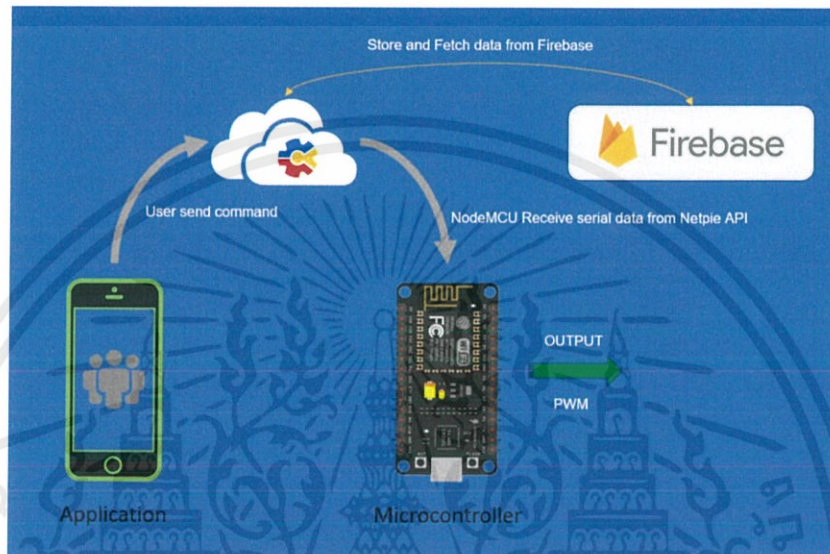 Store and Fetch data from Firebase
Firebase
User send command
NodeMCU Receive serial data from Netpie API
FC
OUTPUT
PWM
Application
Microcontroller